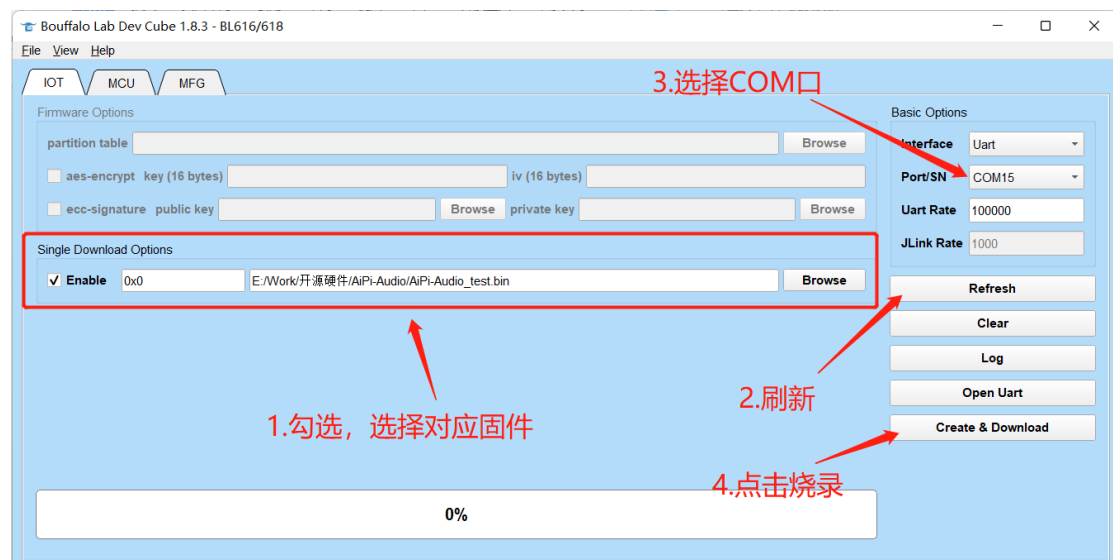 Bouffalo Lab Dev Cube 1.8.3 - BL616/618
File View Help
IOT MCU MFG
3.选择COM口
Firmware Options
Basic Options
partition table Browse
Interface Uart
aes-encrypt key (16 bytes) iv (16 bytes)
Port/SN COM15
ecc-signature public key Browse private key Browse
Uart Rate 100000
JLink Rate 1000
Single Download Options
Enable 0x0 E:/Work/开源硬件/AiPi-Audio/AiPi-Audio_test.bin Browse
Refresh
Clear
Log
2.刷新
Open Uart
1.勾选，选择对应固件
Create & Download
4.点击烧录
0%